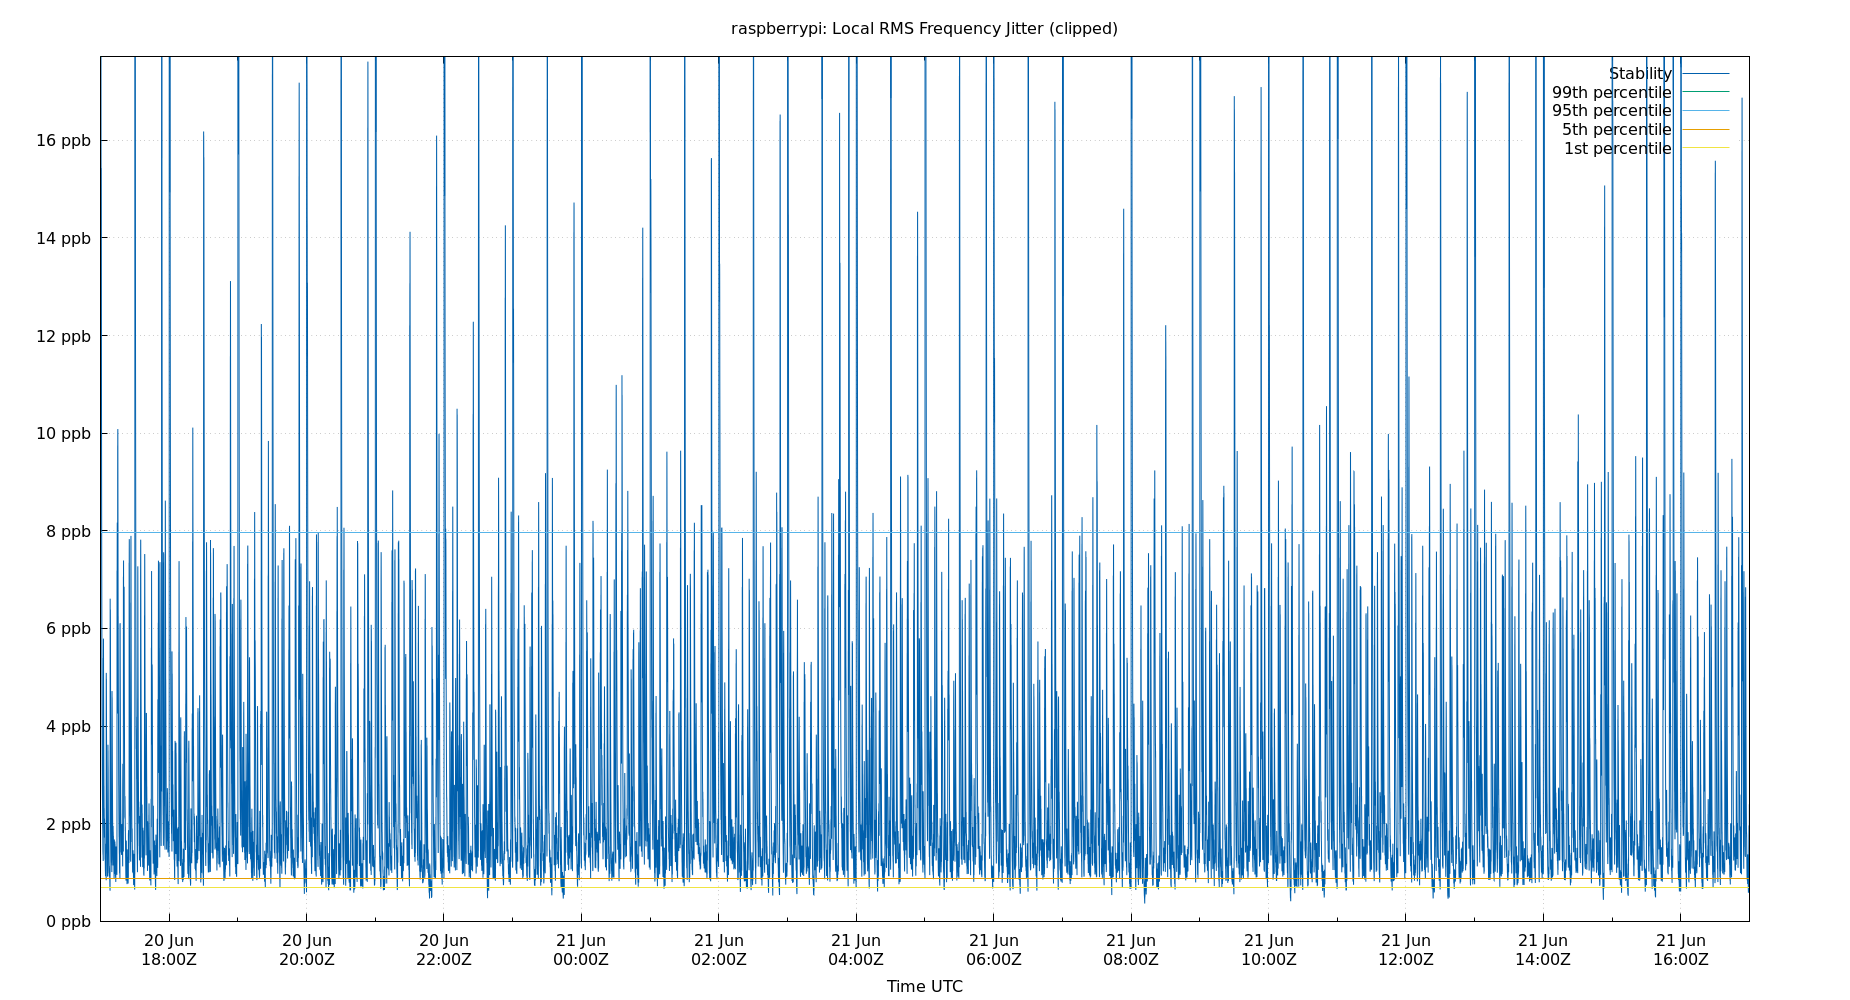 raspberrypi: Local RMS Frequency Jitter (clipped)
Stability
99th percentile
95th percentile
5th percentile
1st percentile
16 ppb
14 ppb
12 ppb
10 ppb
8 ppb
6 ppb
4 ppb
2 ppb
0 ppb
20 Jun 20 Jun 20 Jun 21 Jun 21 Jun 21 Jun 21 Jun 21 Jun 21 Jun 21 Jun 21 Jun 21 Jun
18:00Z 20:00Z 22:00Z 00:00Z 02:00Z 04:00Z 06:00Z 08:00Z 10:00Z 12:00Z 14:00Z 16:00Z
Time UTC